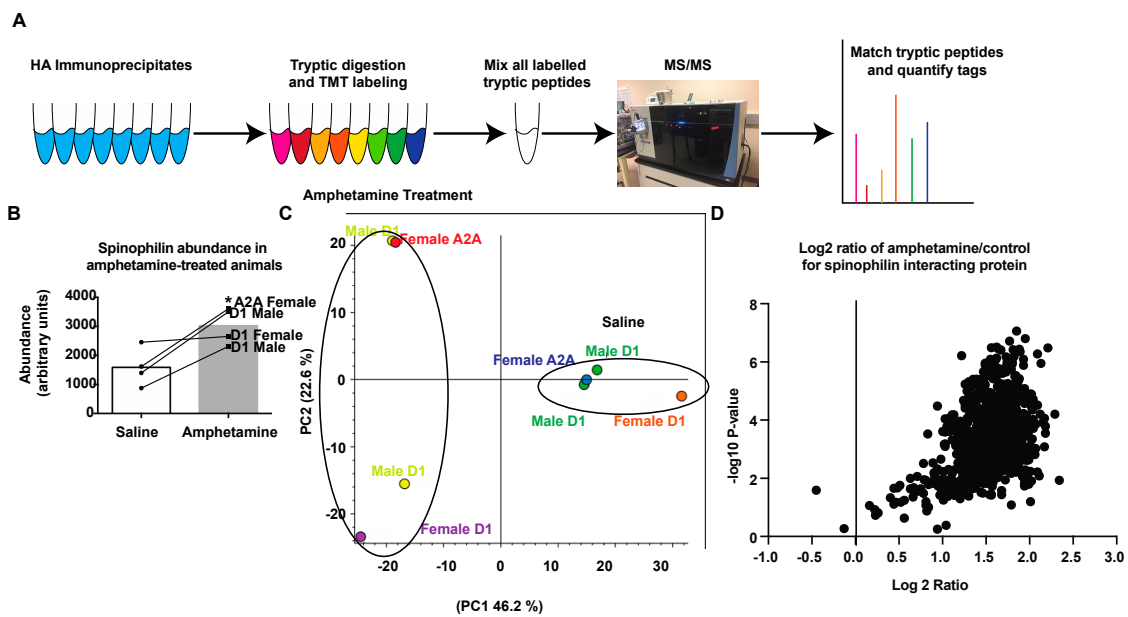 A
HA Immunoprecipitates
Tryptic digestion
and TMT labeling
Mix all labelled
tryptic peptides
MS/MS
Match tryptic peptides
and quantify tags
B
Spinophilin abundance in
amphetamine-treated animals
Abundance
(arbitrary units)
4000
3000
2000
1000
0
*A2A Female
D1 Male
D1 Female
D1 Male
Saline
Amphetamine
C
Amphetamine Treatment
PC2 (22.6 %)
20
10
0
-10
-20
Male D1
Female A2A
Saline
Female A2A
Male D1
Male D1
Female D1
Male D1
Female D1
-20
-10
0
10
20
30
(PC1 46.2 %)
D
Log2 ratio of amphetamine/control
for spinophilin interacting protein
-log10 P-value
8
6
4
2
0
-1.0
-0.5
0.0
0.5
1.0
1.5
2.0
2.5
3.0
Log 2 Ratio